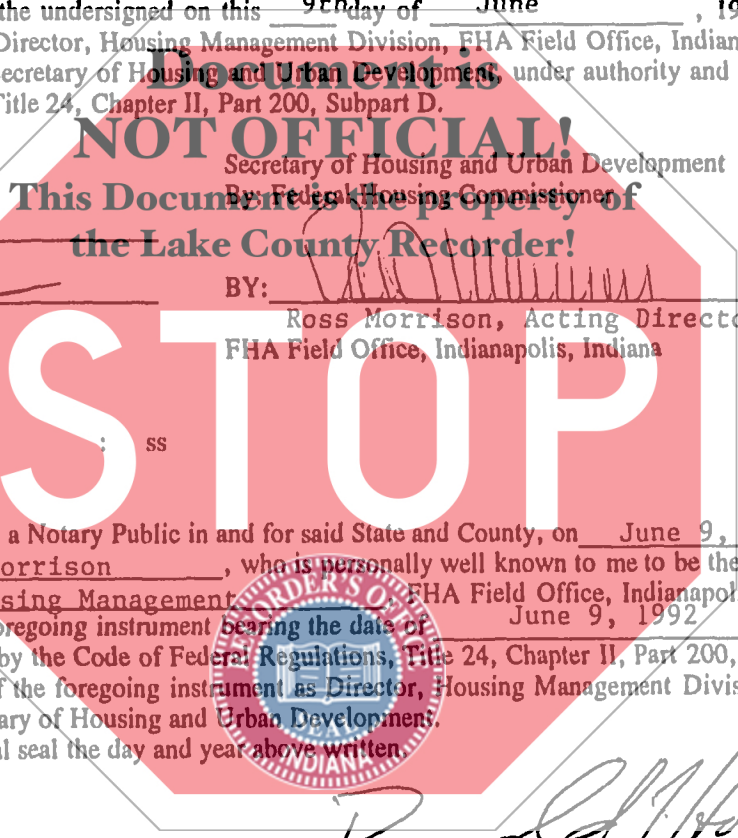 the undersigned on this 9th day of June , 19
Director, Housing Management Division, FHA Field Office, Indian
ecretary of Housing and Urban Development, under authority and
Title 24, Chapter II, Part 200, Subpart D.
Document is
NOT OFFICIAL!
This Document is the property of
the Lake County Recorder!
Secretary of Housing and Urban Development
By: Federal Housing Commissioner
BY:
Ross Morrison, Acting Directo
FHA Field Office, Indianapolis, Indiana
STOP
: ss
a Notary Public in and for said State and County, on June 9,
orrison , who is personally well known to me to be the
sing Management FHA Field Office, Indianapol
oregoing instrument bearing the date of June 9, 1992
by the Code of Federal Regulations, Title 24, Chapter II, Part 200,
f the foregoing instrument as Director, Housing Management Divis
ary of Housing and Urban Development.
al seal the day and year above written.
SEAL
INDIANA